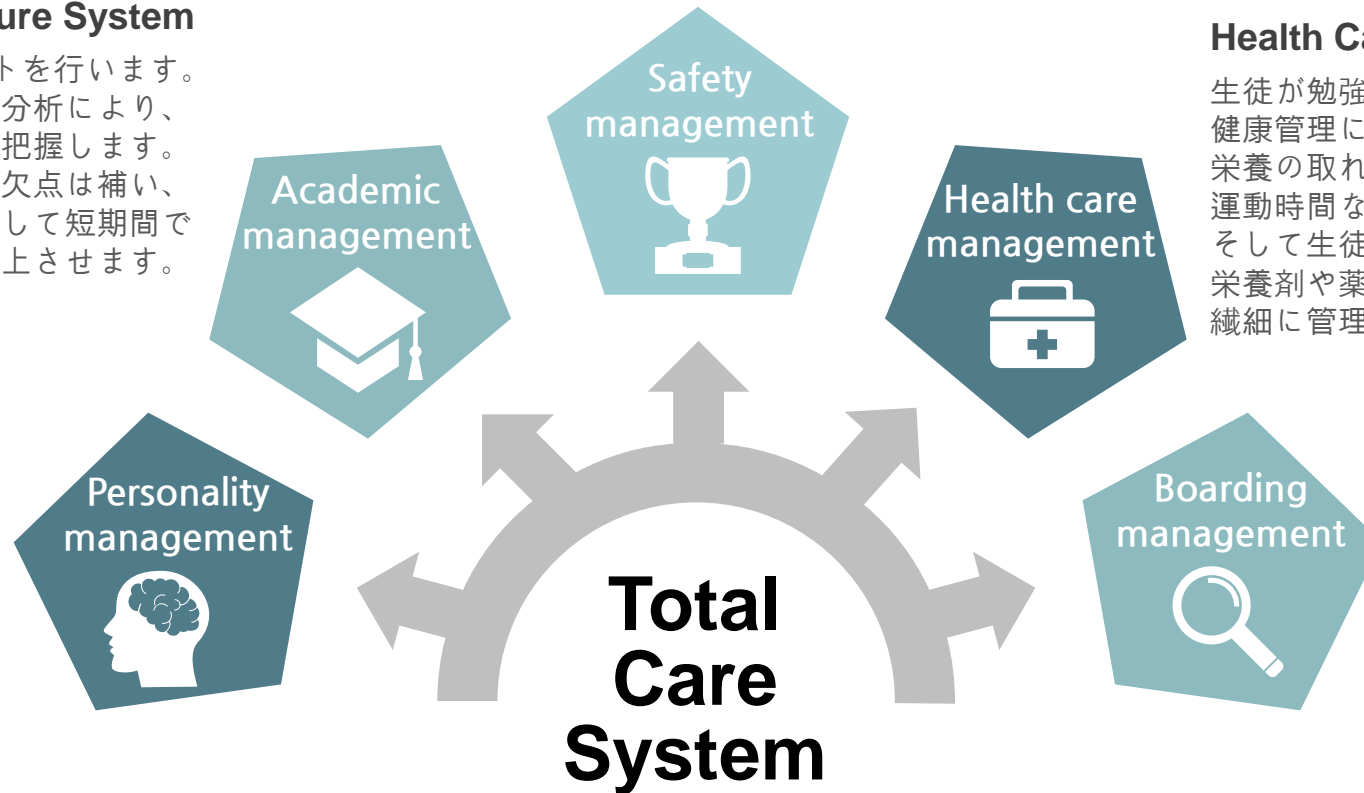 ure System
トを行います。
分析により、
把握します。
欠点は補い、
して短期間で
上させます。
Academic
management
Safety
management
Health care
management
Health Ca
生徒が勉強
健康管理に
栄養の取れ
運動時間な
そして生徒
栄養剤や薬
繊細に管理
Personality
management
Boarding
management
Total
Care
System